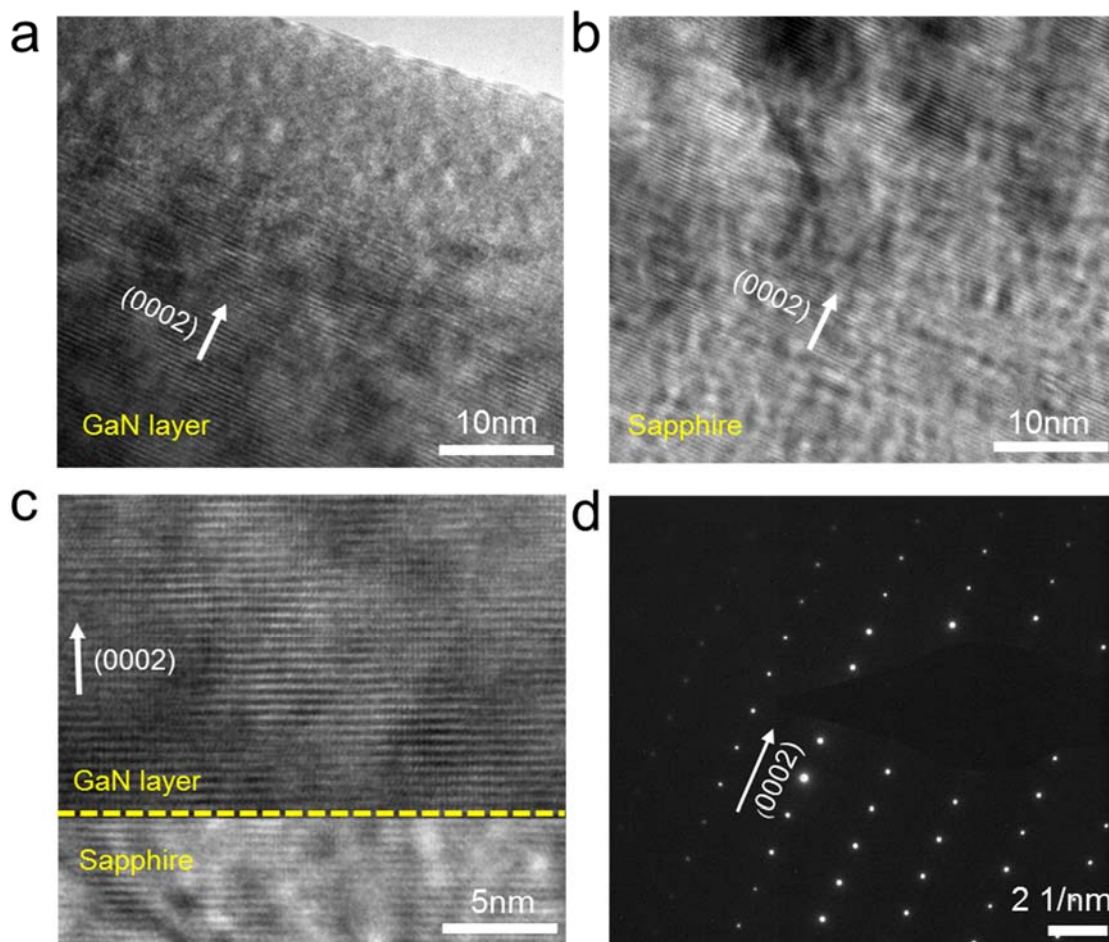 a
(0002)
GaN layer
10nm
b
(0002)
Sapphire
10nm
c
(0002)
GaN layer
Sapphire
5nm
d
(0002)
2 1/nm